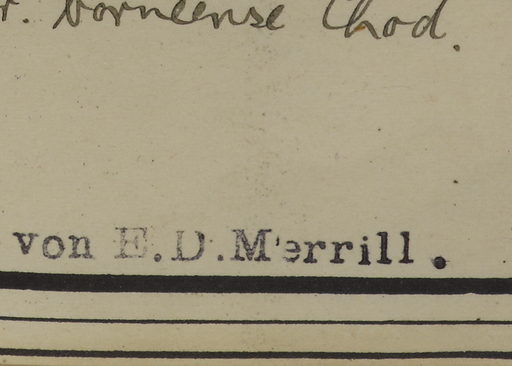 r. borneense Chod.
von E.D.Merrill.